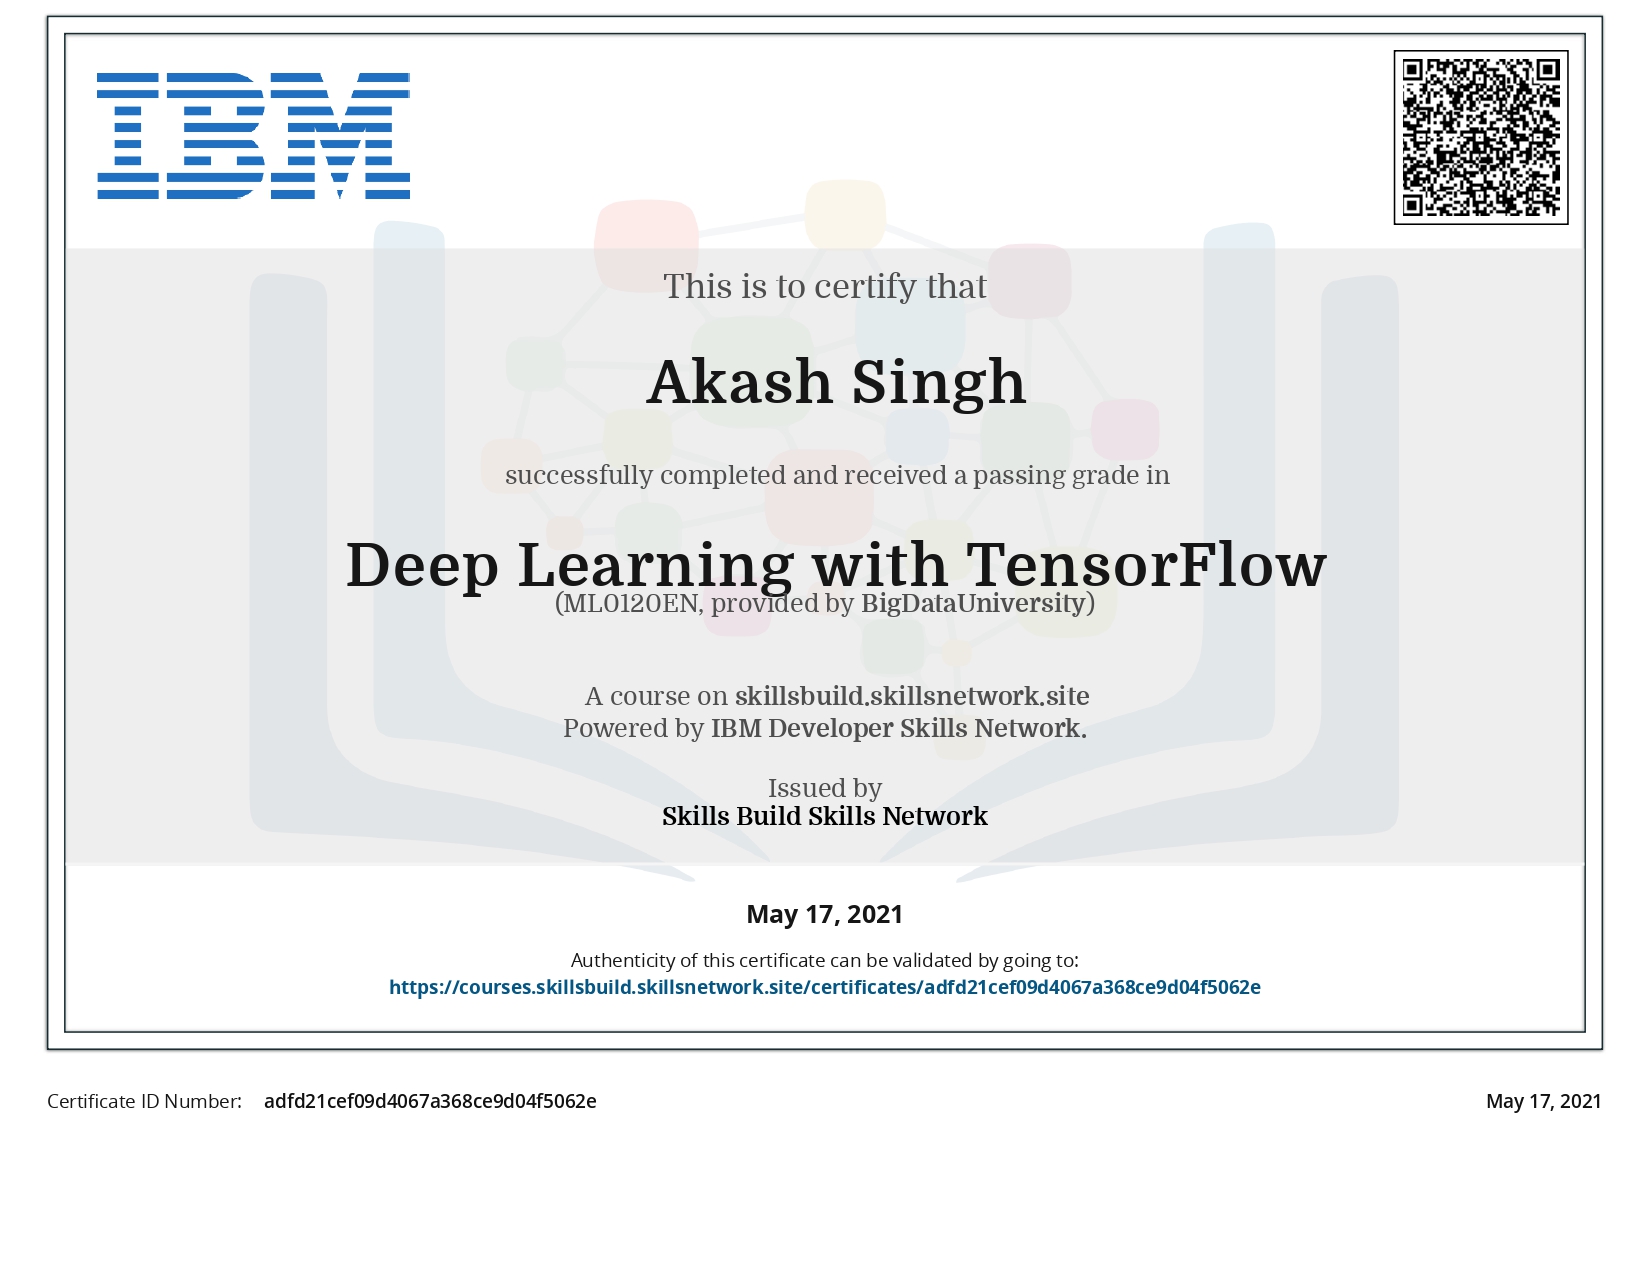 IBM
This is to certify that
Akash Singh
successfully completed and received a passing grade in
Deep Learning with TensorFlow
(ML0120EN, provided by BigDataUniversity)
A course on skillsbuild.skillsnetwork.site
Powered by IBM Developer Skills Network.
Issued by
Skills Build Skills Network
May 17, 2021
Authenticity of this certificate can be validated by going to:
https://courses.skillsbuild.skillsnetwork.site/certificates/adfd21cef09d4067a368ce9d04f5062e
Certificate ID Number: adfd21cef09d4067a368ce9d04f5062e May 17, 2021